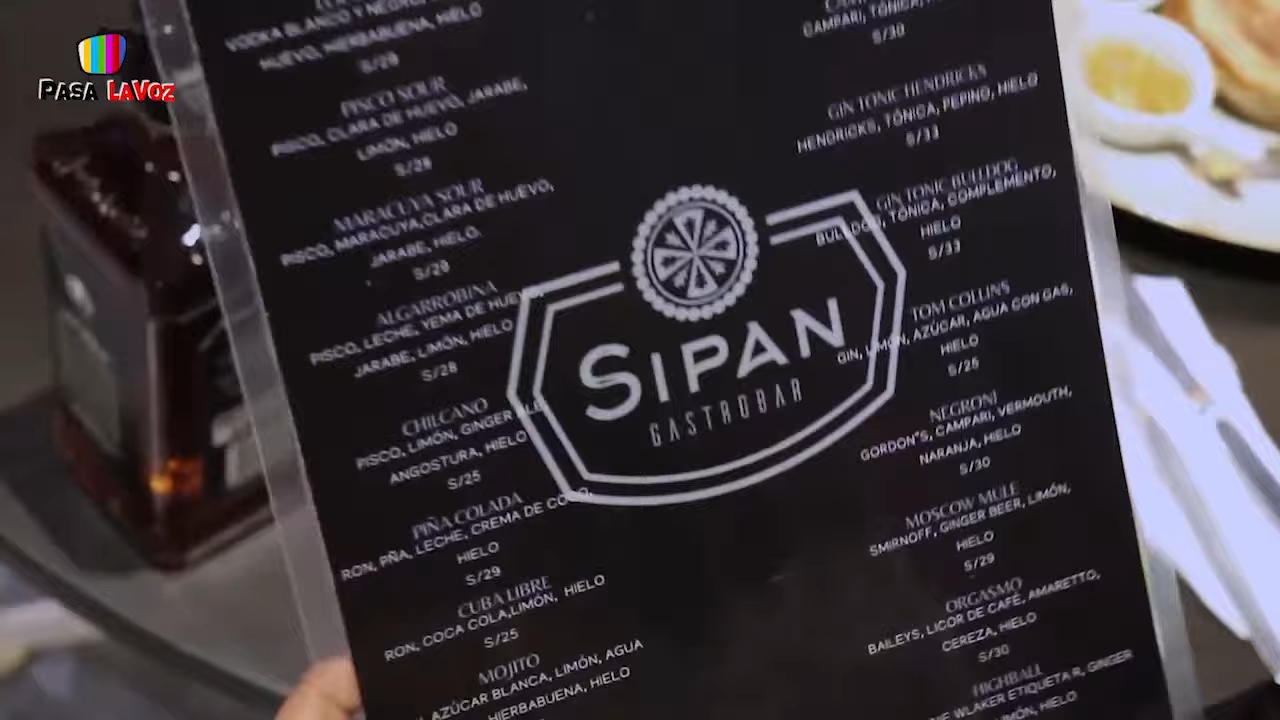 PASA LAVOZ
VODKA BLANCO Y NEGRO,
HUEVO, HIERBABUENA, HIELO
S/29
PISCO SOUR
PISCO, CLARA DE HUEVO, JARABE,
LIMÓN, HIELO
S/28
MARACUYA SOUR
PISCO, MARACUYA,CLARA DE HUEVO,
JARABE, HIELO.
S/29
ALGARROBINA
PISCO, LECHE, YEMA DE HUEVO,
JARABE, LIMÓN, HIELO
S/28
CHILCANO
PISCO, LIMÓN, GINGER ALE,
ANGOSTURA, HIELO
S/25
PIÑA COLADA
RON, PÑA, LECHE, CREMA DE COCO,
HIELO
S/29
CUBA LIBRE
RON, COCA COLA,LIMÓN, HIELO
S/25
MOJITO
AZÚCAR BLANCA, LIMÓN, AGUA
HIERBABUENA, HIELO
SIPAN
GASTROBAR
CAMPARI, TÓNICA,
S/30
GIN TONIC HENDRICKS
HENDRICKS, TÓNICA, PEPINO, HIELO
S/33
GIN TONIC BULLDOG
BULLDOG, TÓNICA, COMPLEMENTO,
HIELO
S/33
TOM COLLINS
GIN, LIMÓN, AZÚCAR, AGUA CON GAS,
HIELO
S/25
NEGRONI
GORDON'S, CAMPARI, VERMOUTH,
NARANJA, HIELO
S/30
MOSCOW MULE
SMIRNOFF, GINGER BEER, LIMÓN,
HIELO
S/29
ORGASMO
BAILEYS, LICOR DE CAFÉ, AMARETTO,
CEREZA, HIELO
S/30
HIGHBALL
WLAKER ETIQUETA R, GINGER
LIMÓN, HIELO